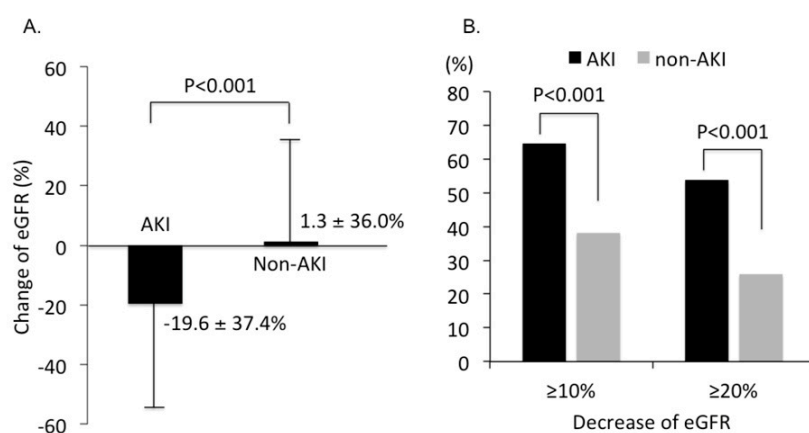 A.
60
40
20
0
-20
-40
-60
Change of eGFR (%)
P<0.001
AKI
1.3 ± 36.0%
Non-AKI
-19.6 ± 37.4%
B.
(%)
AKI
non-AKI
80
70
60
50
40
30
20
10
0
P<0.001
P<0.001
≥10%
≥20%
Decrease of eGFR